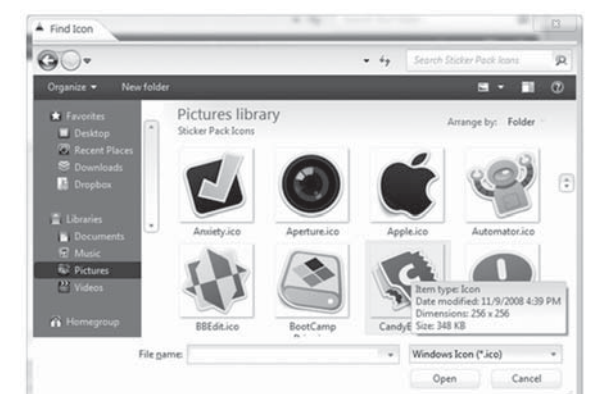 Find Icon
Search Sticker Pack Icons
Organize
New folder
Favorites
Desktop
Recent Places
Downloads
Dropbox
Libraries
Documents
Music
Pictures
Videos
Homegroup
Pictures library
Sticker Pack Icons
Arrange by: Folder
Anxiety.ico
Aperture.ico
Apple.ico
Automator.ico
BBEdit.ico
BootCamp
Item type: Icon
Date modified: 11/9/2008 4:39 PM
Dimensions: 256 x 256
Size: 348 KB
File name:
Windows Icon (*.ico)
Open
Cancel